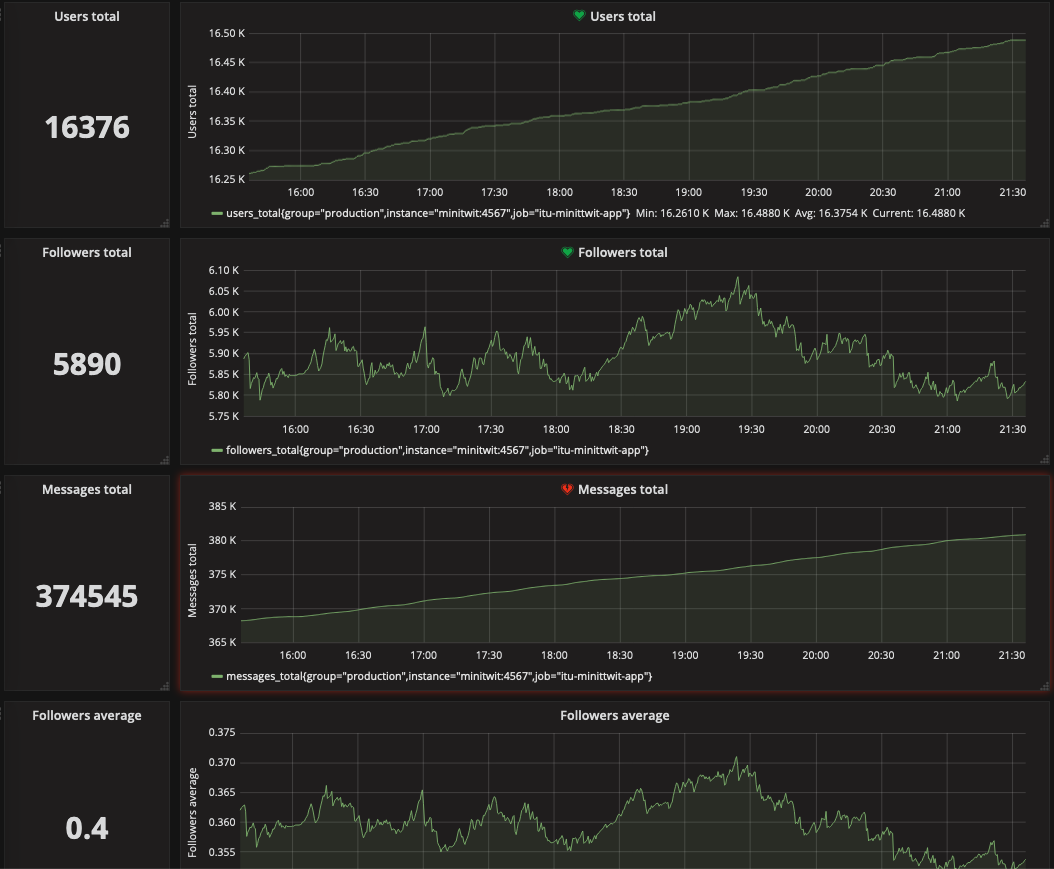 Users total
16376
Users total
Users total
16.50 K
16.45 K
16.40 K
16.35 K
16.30 K
16.25 K
16:00 16:30 17:00 17:30 18:00 18:30 19:00 19:30 20:00 20:30 21:00 21:30
users_total{group="production",instance="minitwit:4567",job="itu-minittwit-app"} Min: 16.2610 K Max: 16.4880 K Avg: 16.3754 K Current: 16.4880 K
Followers total
5890
Followers total
Followers total
6.10 K
6.05 K
6.00 K
5.95 K
5.90 K
5.85 K
5.80 K
5.75 K
16:00 16:30 17:00 17:30 18:00 18:30 19:00 19:30 20:00 20:30 21:00 21:30
followers_total{group="production",instance="minitwit:4567",job="itu-minittwit-app"}
Messages total
374545
Messages total
Messages total
385 K
380 K
375 K
370 K
365 K
16:00 16:30 17:00 17:30 18:00 18:30 19:00 19:30 20:00 20:30 21:00 21:30
messages_total{group="production",instance="minitwit:4567",job="itu-minittwit-app"}
Followers average
0.4
Followers average
Followers average
0.375
0.370
0.365
0.360
0.355